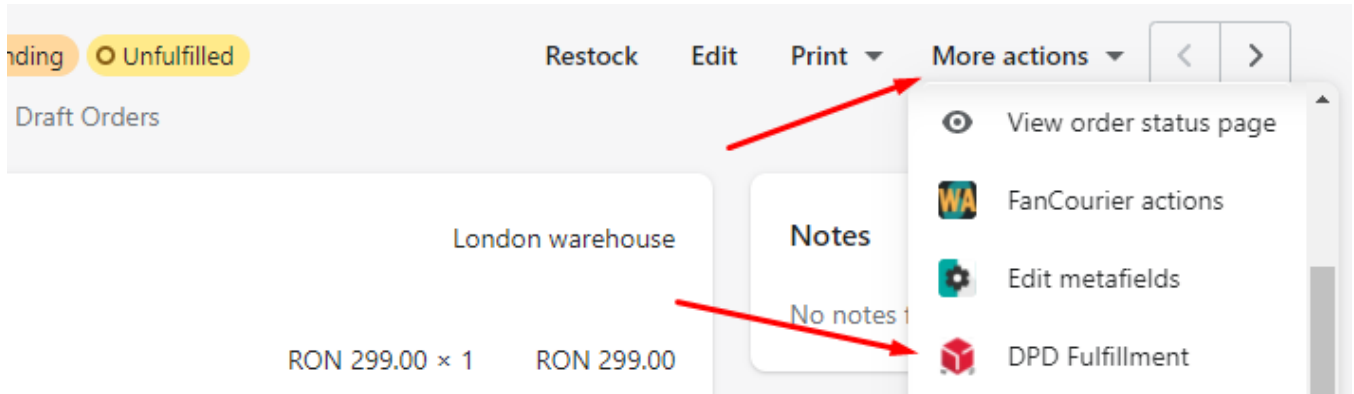 Unfulfilled
Restock Edit Print More actions
Draft Orders
View order status page
FanCourier actions
London warehouse
Notes
Edit metafields
No notes
RON 299.00 × 1 RON 299.00
DPD Fulfillment
WA